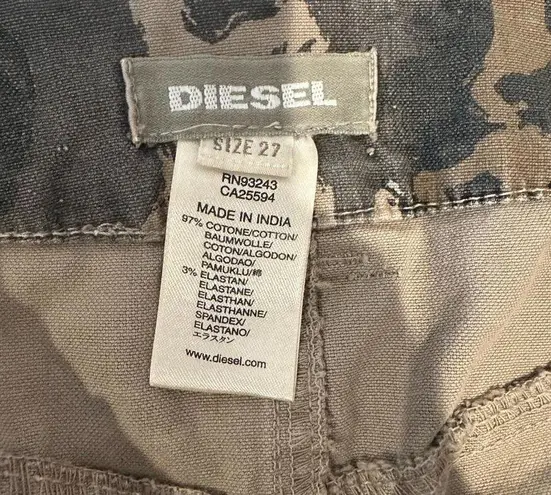 DIESEL
SIZE 27
RN93243
CA25594
MADE IN INDIA
97% COTONE/COTTON/
BAUMWOLLE/
COTON/ALGODON/
ALGODAO/
PAMUKLU/綿
3% ELASTAN/
ELASTANE/
ELASTHAN/
ELASTHANNE/
SPANDEX/
ELASTANO/
エラスタン
www.diesel.com